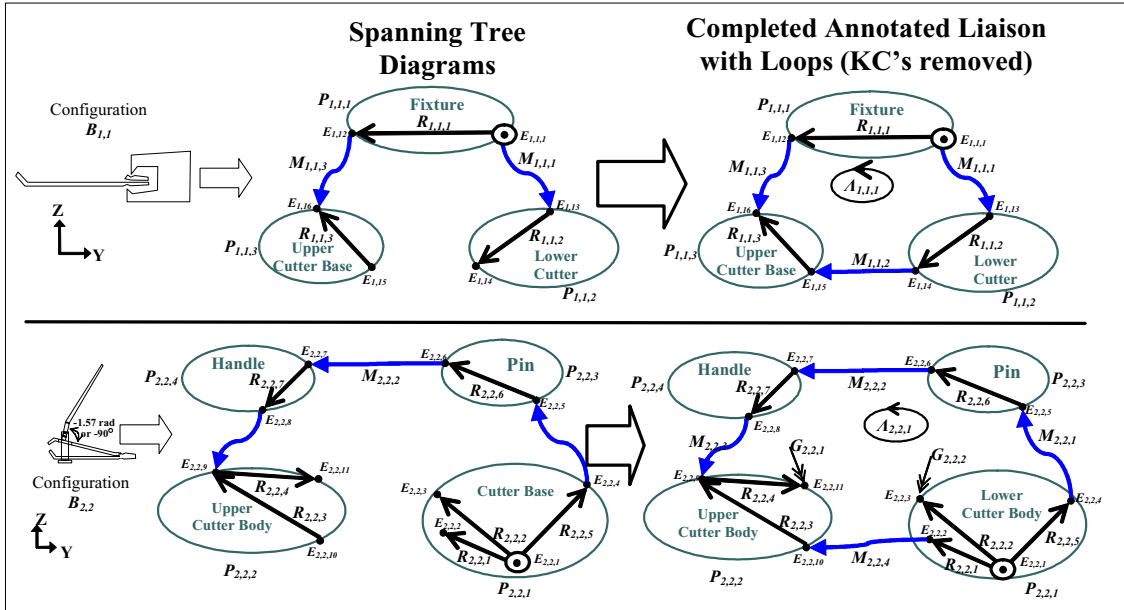 Spanning Tree
Diagrams
Completed Annotated Liaison
with Loops (KC's removed)
Configuration
B1,1
Z
Y
P1,1,1
Fixture
E1,12
R1,1,1
E1,1,1
M1,1,3
M1,1,1
E1,16
E1,13
R1,1,3
R1,1,2
P1,1,3
Upper
Cutter Base
Lower
Cutter
E1,15
E1,14
P1,1,2
P1,1,1
Fixture
E1,12
R1,1,1
E1,1,1
M1,1,3
M1,1,1
Λ1,1,1
E1,16
E1,13
R1,1,3
R1,1,2
P1,1,3
Upper
Cutter Base
M1,1,2
Lower
Cutter
E1,15
E1,14
P1,1,2
-1.57 rad
or -90°
Configuration
B2,2
Z
Y
Handle
E2,2,7
E2,2,6
Pin
P2,2,4
R2,2,7
M2,2,2
R2,2,6
P2,2,3
E2,2,5
E2,2,8
E2,2,9
E2,2,11
R2,2,4
Upper
Cutter Body
R2,2,3
E2,2,10
P2,2,2
Cutter Base
E2,2,3
E2,2,4
E2,2,2
R2,2,2
R2,2,5
R2,2,1
E2,2,1
P2,2,1
Handle
E2,2,7
E2,2,6
Pin
P2,2,4
R2,2,7
M2,2,2
R2,2,6
P2,2,3
E2,2,5
E2,2,8
Λ2,2,1
M2,2,1
G2,2,1
G2,2,2
E2,2,11
R2,2,4
Upper
Cutter Body
R2,2,3
E2,2,10
P2,2,2
M2,2,4
E2,2,3
Lower
Cutter Body
E2,2,4
E2,2,2
R2,2,2
R2,2,5
R2,2,1
E2,2,1
P2,2,1